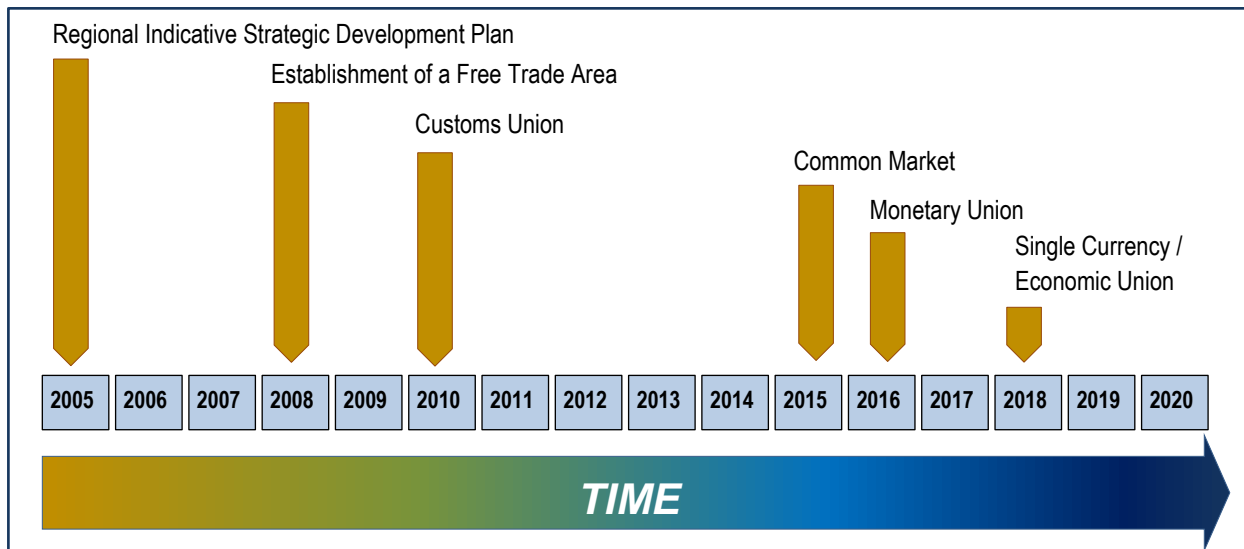 Regional Indicative Strategic Development Plan
Establishment of a Free Trade Area
Customs Union
Common Market
Monetary Union
Single Currency /
Economic Union
2005 2006 2007 2008 2009 2010 2011 2012 2013 2014 2015 2016 2017 2018 2019 2020
TIME